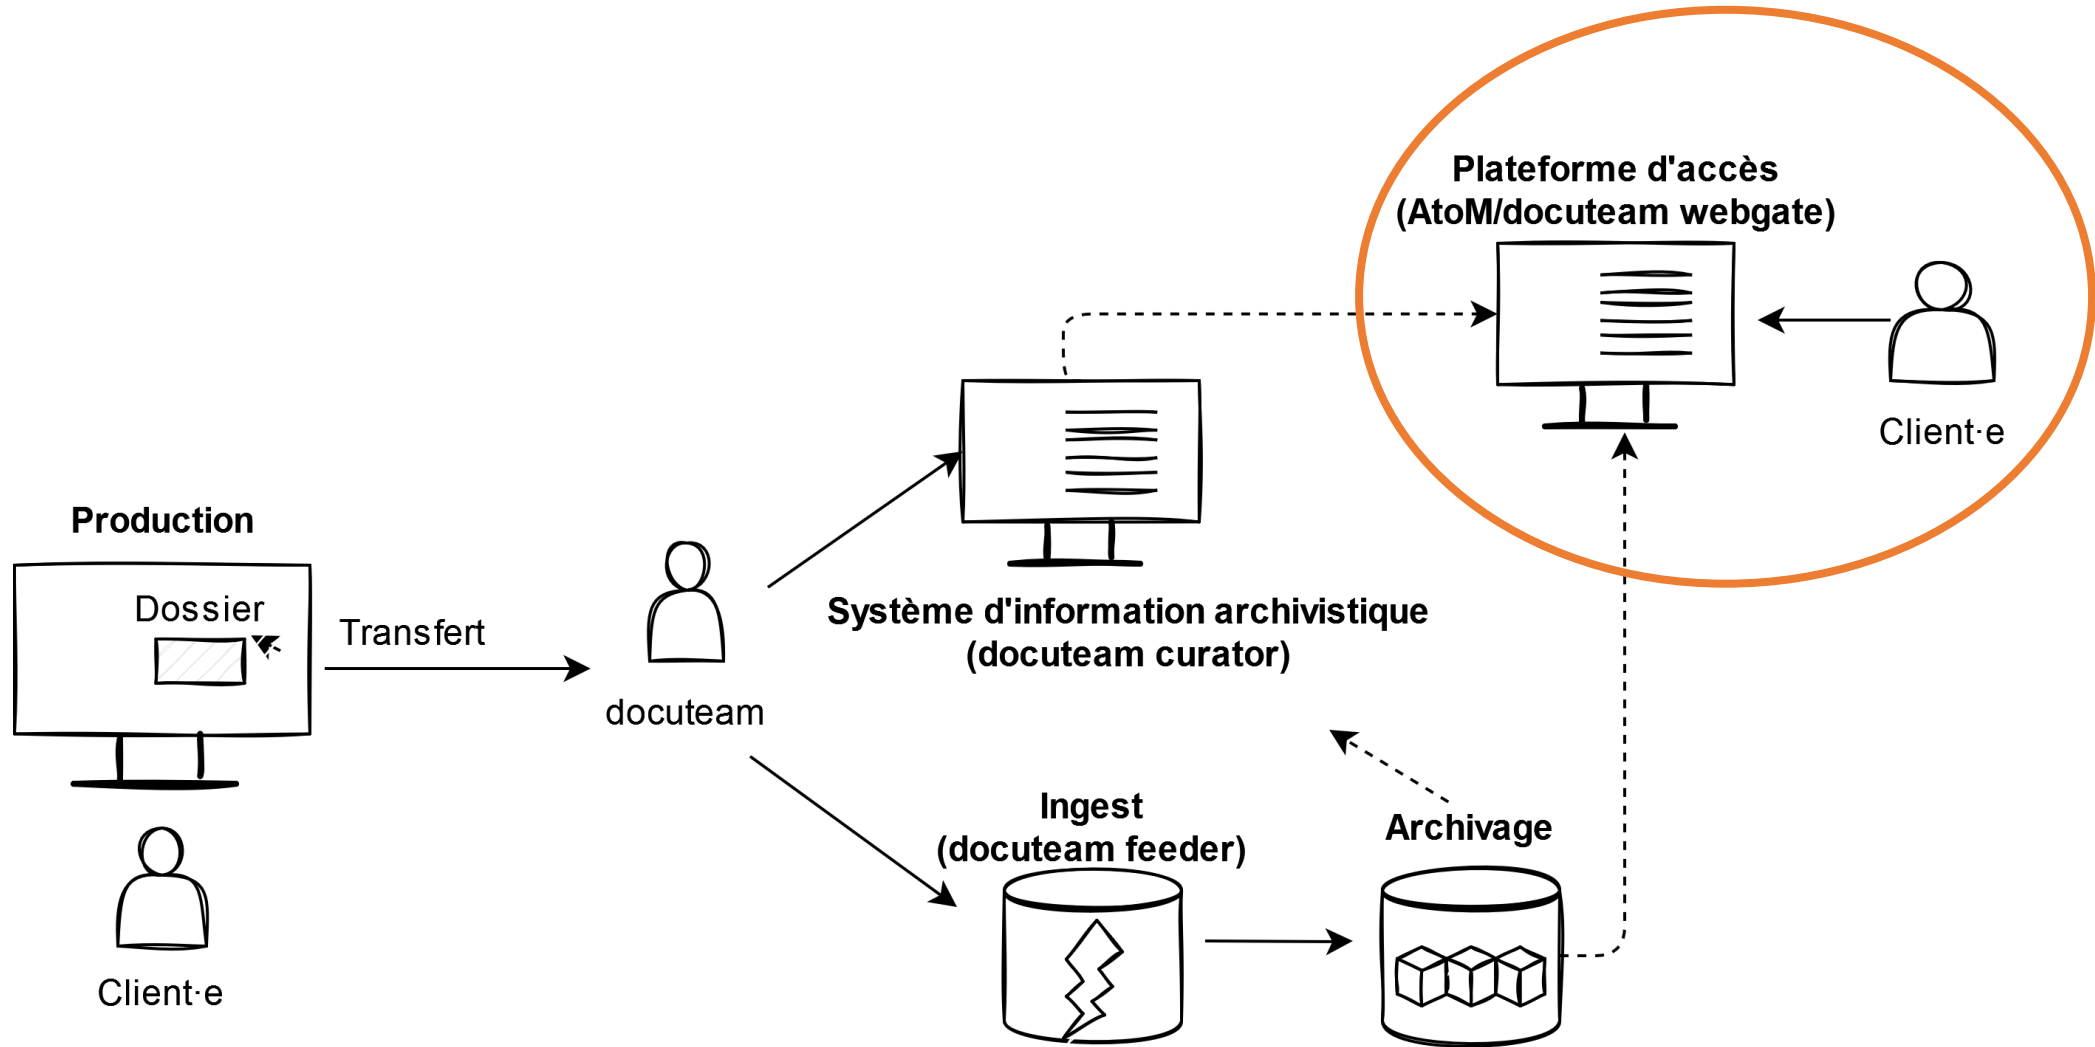 Plateforme d'accès
(AtoM/docuteam webgate)
Client·e
Production
Dossier
Transfert
docuteam
Système d'information archivistique
(docuteam curator)
Ingest
(docuteam feeder)
Archivage
Client·e